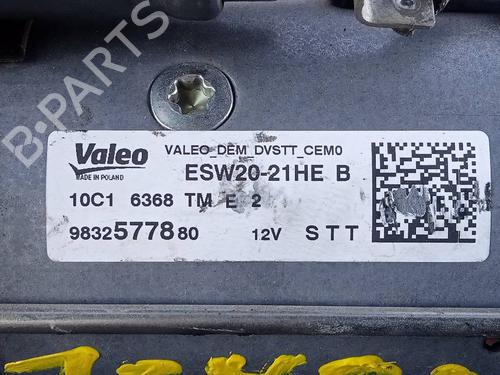 B-PARTS
Valeo
MADE IN POLAND
VALEO_DEM_DVSTT_CEM0
ESW20-21HE B
10C1 6368 TM E 2
9832577880 12V STT